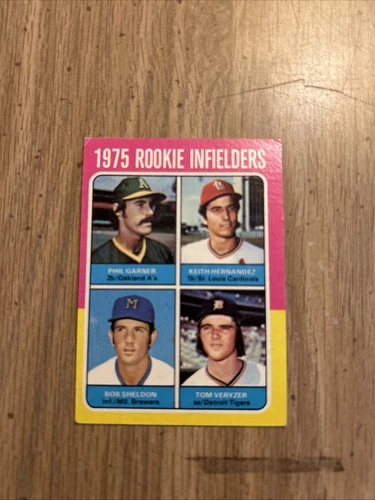 1975 ROOKIE INFIELDERS
A's
PHIL GARNER
2b/Oakland A's
KEITH HERNANDEZ
1b/St. Louis Cardinals
M
BOB SHELDON
inf./Mil. Brewers
TOM VERYZER
ss/Detroit Tigers